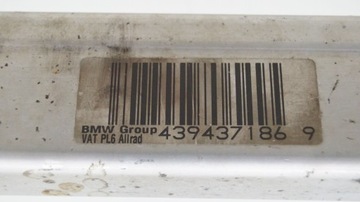 BMW Group 439437186 9
VAT PL6 Allrad